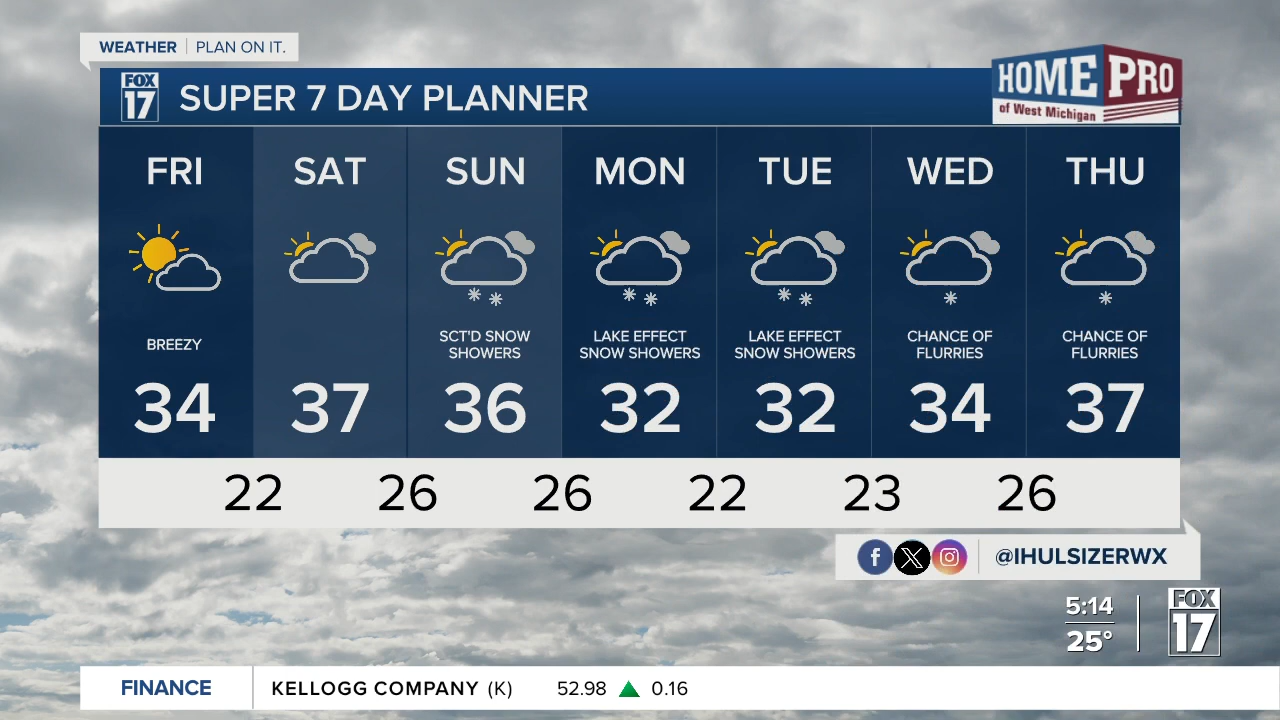 WEATHER | PLAN ON IT.
FOX 17 SUPER 7 DAY PLANNER
HOME PRO
of West Michigan
FRI SAT SUN MON TUE WED THU
BREEZY
SCT'D SNOW SHOWERS
LAKE EFFECT SNOW SHOWERS
LAKE EFFECT SNOW SHOWERS
CHANCE OF FLURRIES
CHANCE OF FLURRIES
34 37 36 32 32 34 37
22 26 26 22 23 26
@IHULSIZERWX
5:14
25°
FOX 17
FINANCE KELLOGG COMPANY (K) 52.98 0.16